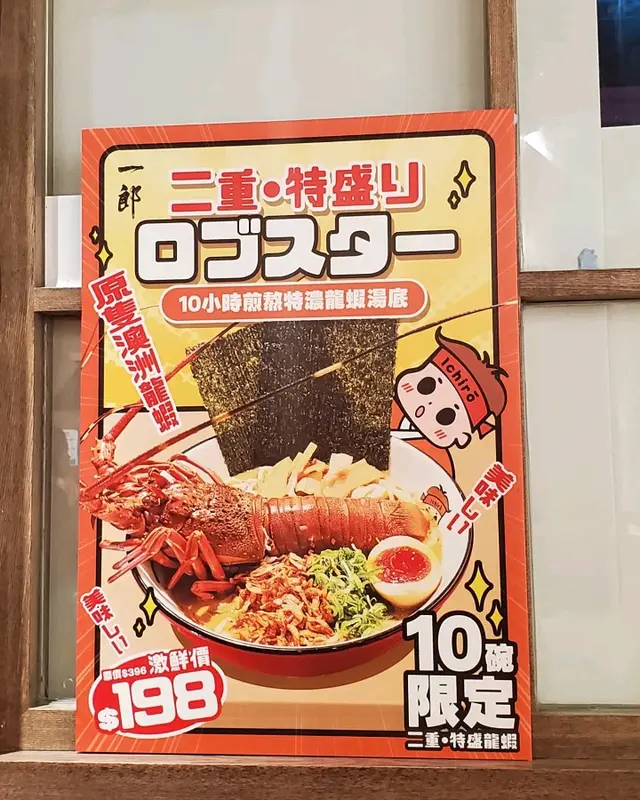 一郎
二重・特盛り
ロブスター
10小時煎熬特濃龍蝦湯底
原隻澳洲龍蝦
Ichirō
美味しい
美味しい
原價$396 激鮮價
$198
10碗
限定
二重・特盛龍蝦